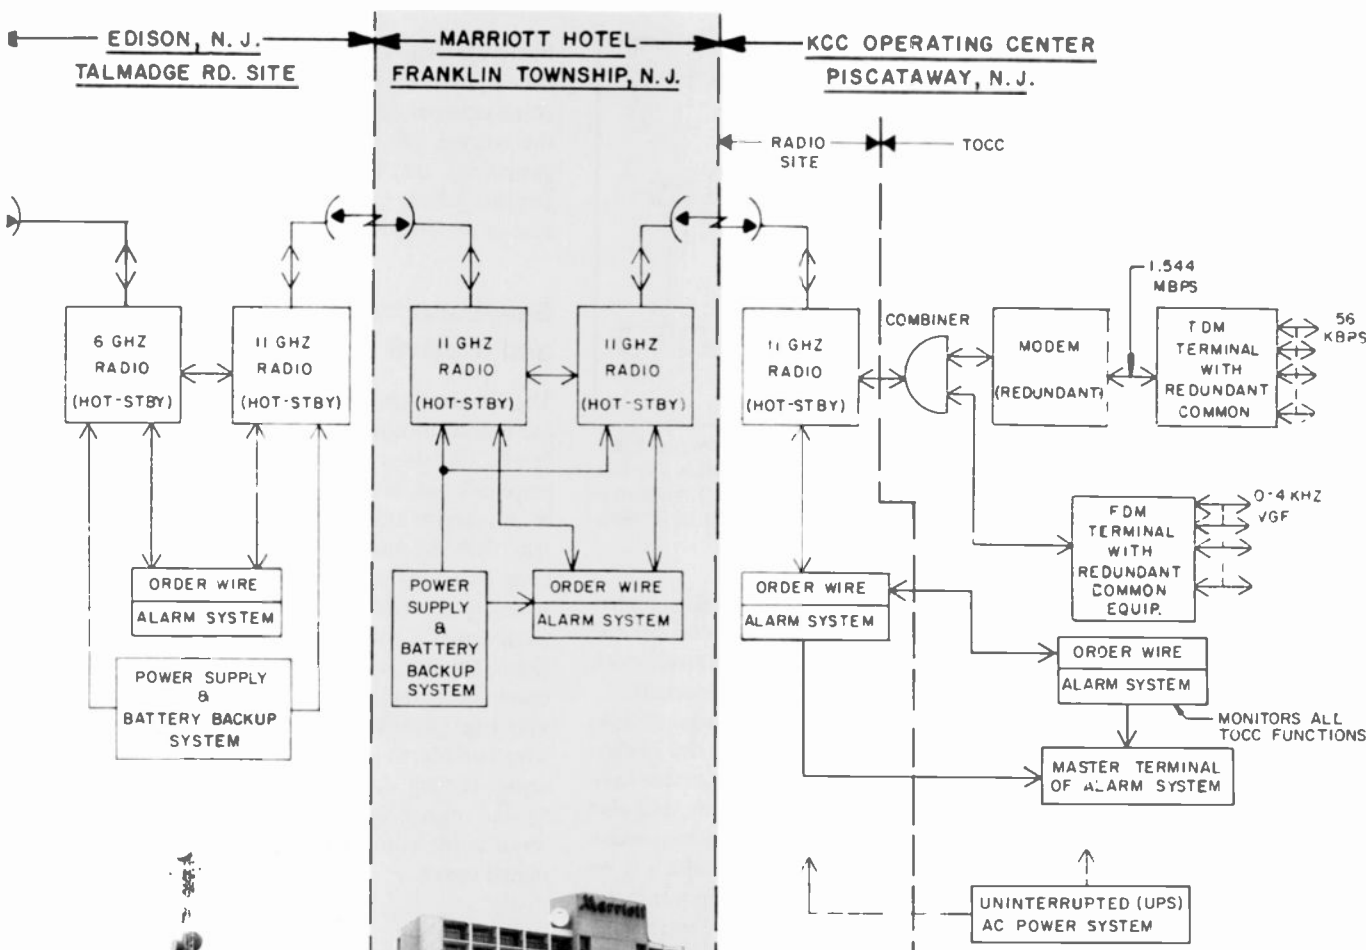 EDISON, N. J.
TALMADGE RD. SITE
MARRIOTT HOTEL
FRANKLIN TOWNSHIP, N. J.
KCC OPERATING CENTER
PISCATAWAY, N. J.
RADIO
SITE
TOCC
6 GHZ
RADIO
(HOT-STBY)
11 GHZ
RADIO
(HOT-STBY)
11 GHZ
RADIO
(HOT-STBY)
11 GHZ
RADIO
(HOT-STBY)
11 GHZ
RADIO
(HOT-STBY)
COMBINER
MODEM
(REDUNDANT)
1.544
MBPS
TDM
TERMINAL
WITH
REDUNDANT
COMMON
56
KBPS
FDM
TERMINAL
WITH
REDUNDANT
COMMON
EQUIP.
0-4 KHZ
VGF
ORDER WIRE
ALARM SYSTEM
POWER SUPPLY
&
BATTERY BACKUP
SYSTEM
POWER
SUPPLY
&
BATTERY
BACKUP
SYSTEM
ORDER WIRE
ALARM SYSTEM
ORDER WIRE
ALARM SYSTEM
ORDER WIRE
ALARM SYSTEM
MONITORS ALL
TOCC FUNCTIONS
MASTER TERMINAL
OF ALARM SYSTEM
UNINTERRUPTED (UPS)
AC POWER SYSTEM
Marriott